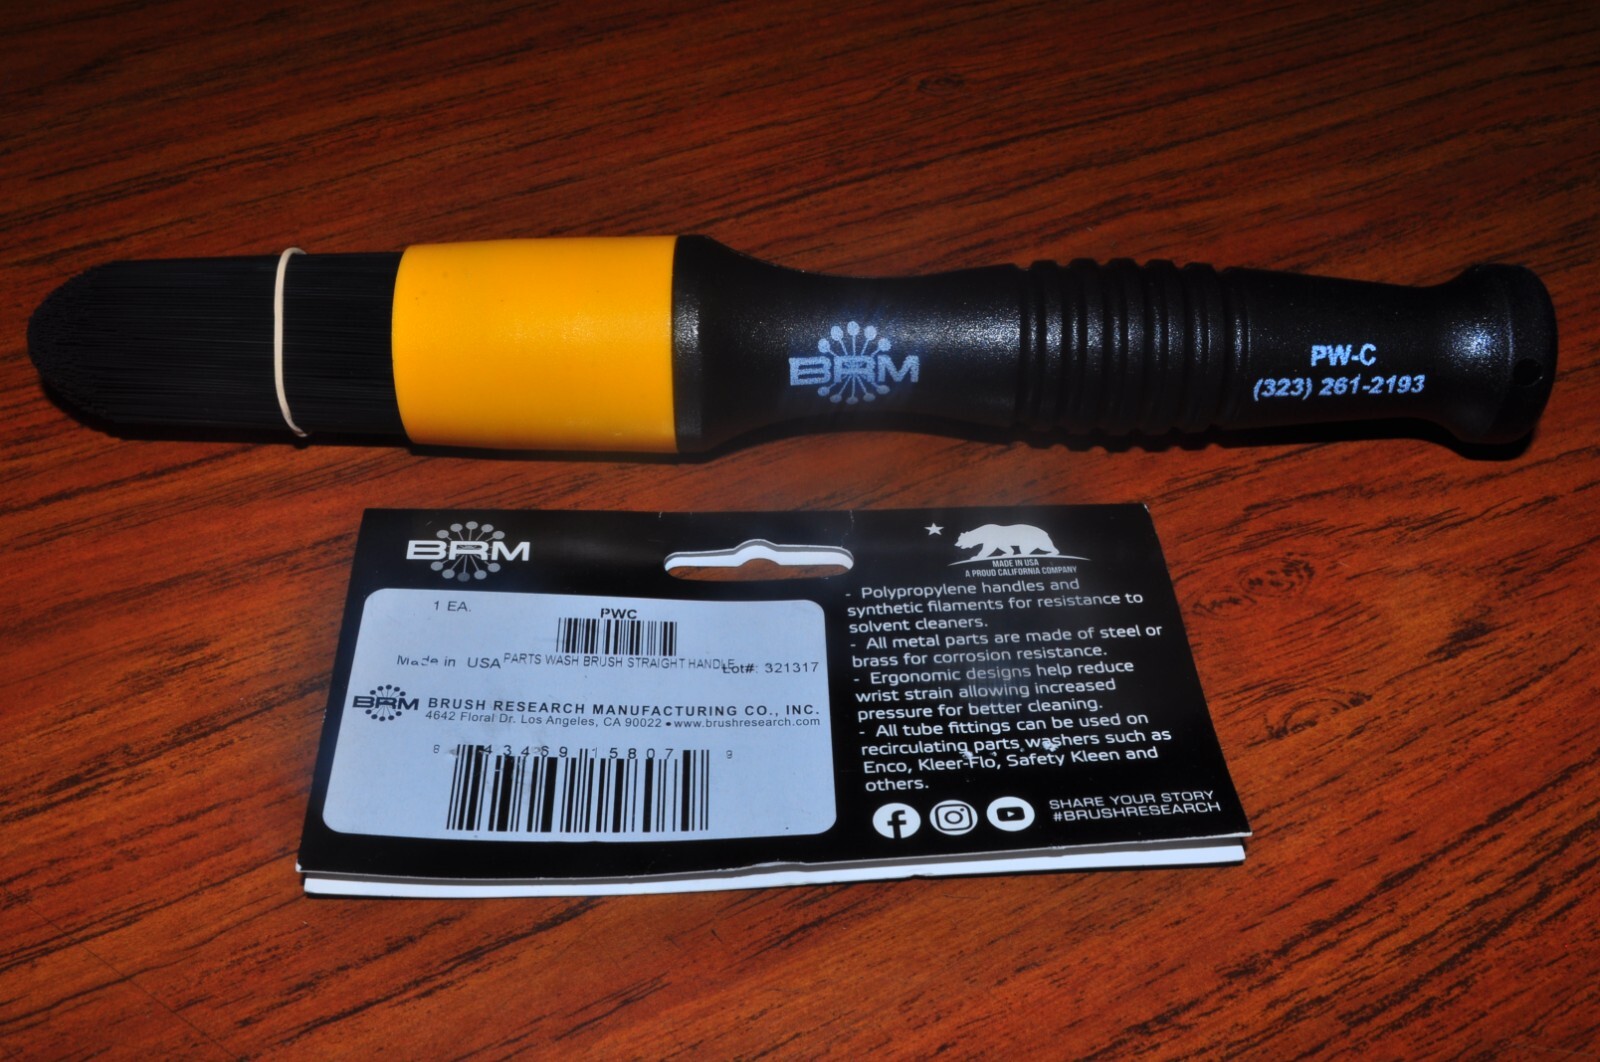 BRM
PW-C
(323) 261-2193
BRM
1 EA.
PWC
Made in USA
PARTS WASH BRUSH STRAIGHT HANDLE
Lot#: 321317
BRM
BRUSH RESEARCH MANUFACTURING CO., INC.
4642 Floral Dr. Los Angeles, CA 90022 • www.brushresearch.com
8 43469 15807 9
MADE IN USA
A PROUD CALIFORNIA COMPANY
- Polypropylene handles and
synthetic filaments for resistance to
solvent cleaners.
- All metal parts are made of steel or
brass for corrosion resistance.
- Ergonomic designs help reduce
wrist strain allowing increased
pressure for better cleaning.
- All tube fittings can be used on
recirculating parts washers such as
Enco, Kleer-Flo, Safety Kleen and
others.
SHARE YOUR STORY
#BRUSHRESEARCH